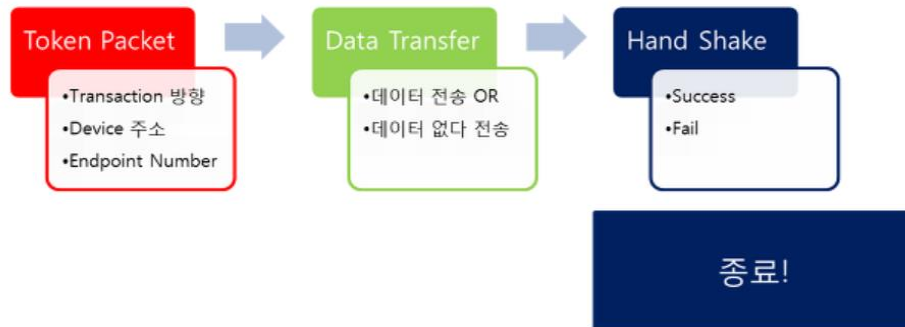 Token Packet
•Transaction 방향
•Device 주소
•Endpoint Number
Data Transfer
•데이터 전송 OR
•데이터 없다 전송
Hand Shake
•Success
•Fail
종료!